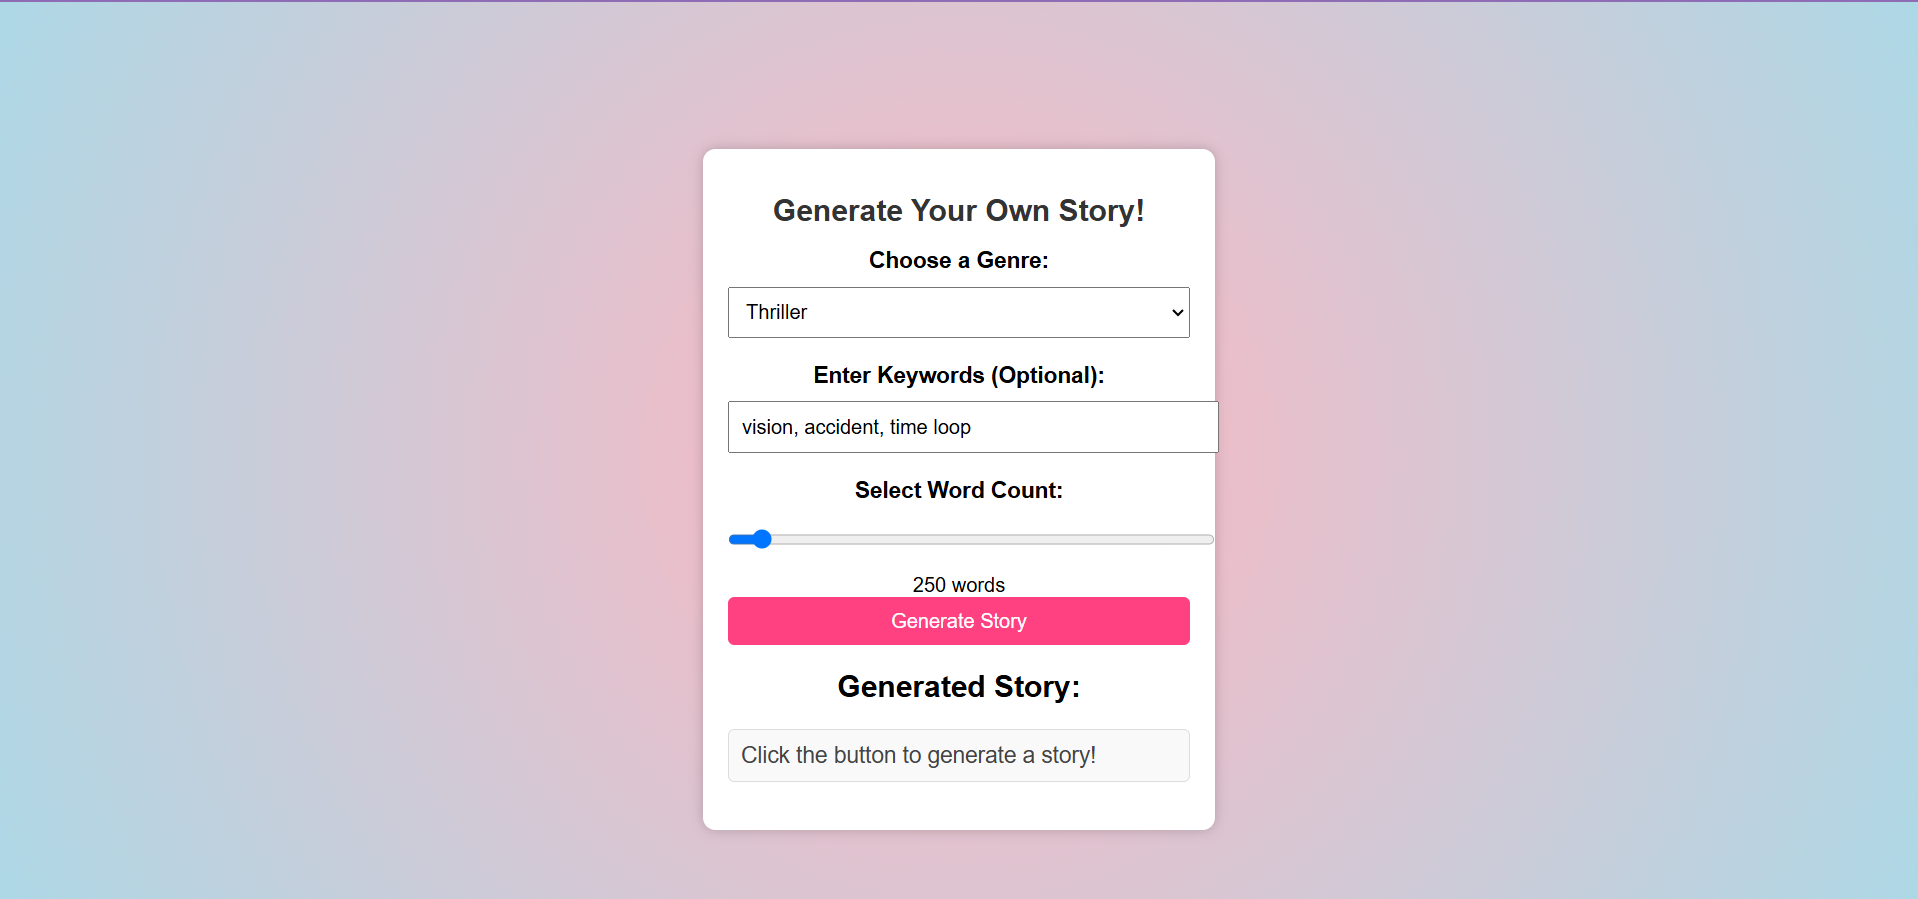 Generate Your Own Story!
Choose a Genre:
Thriller
Enter Keywords (Optional):
vision, accident, time loop
Select Word Count:
250 words
Generate Story
Generated Story:
Click the button to generate a story!